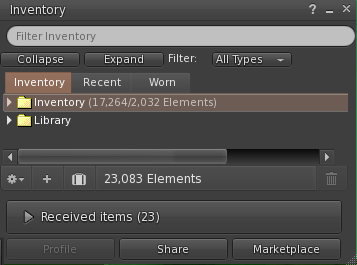 Inventory
Filter Inventory
Collapse Expand Filter: All Types
Inventory Recent Worn
Inventory (17,264/2,032 Elements)
Library
23,083 Elements
Received items (23)
Profile Share Marketplace